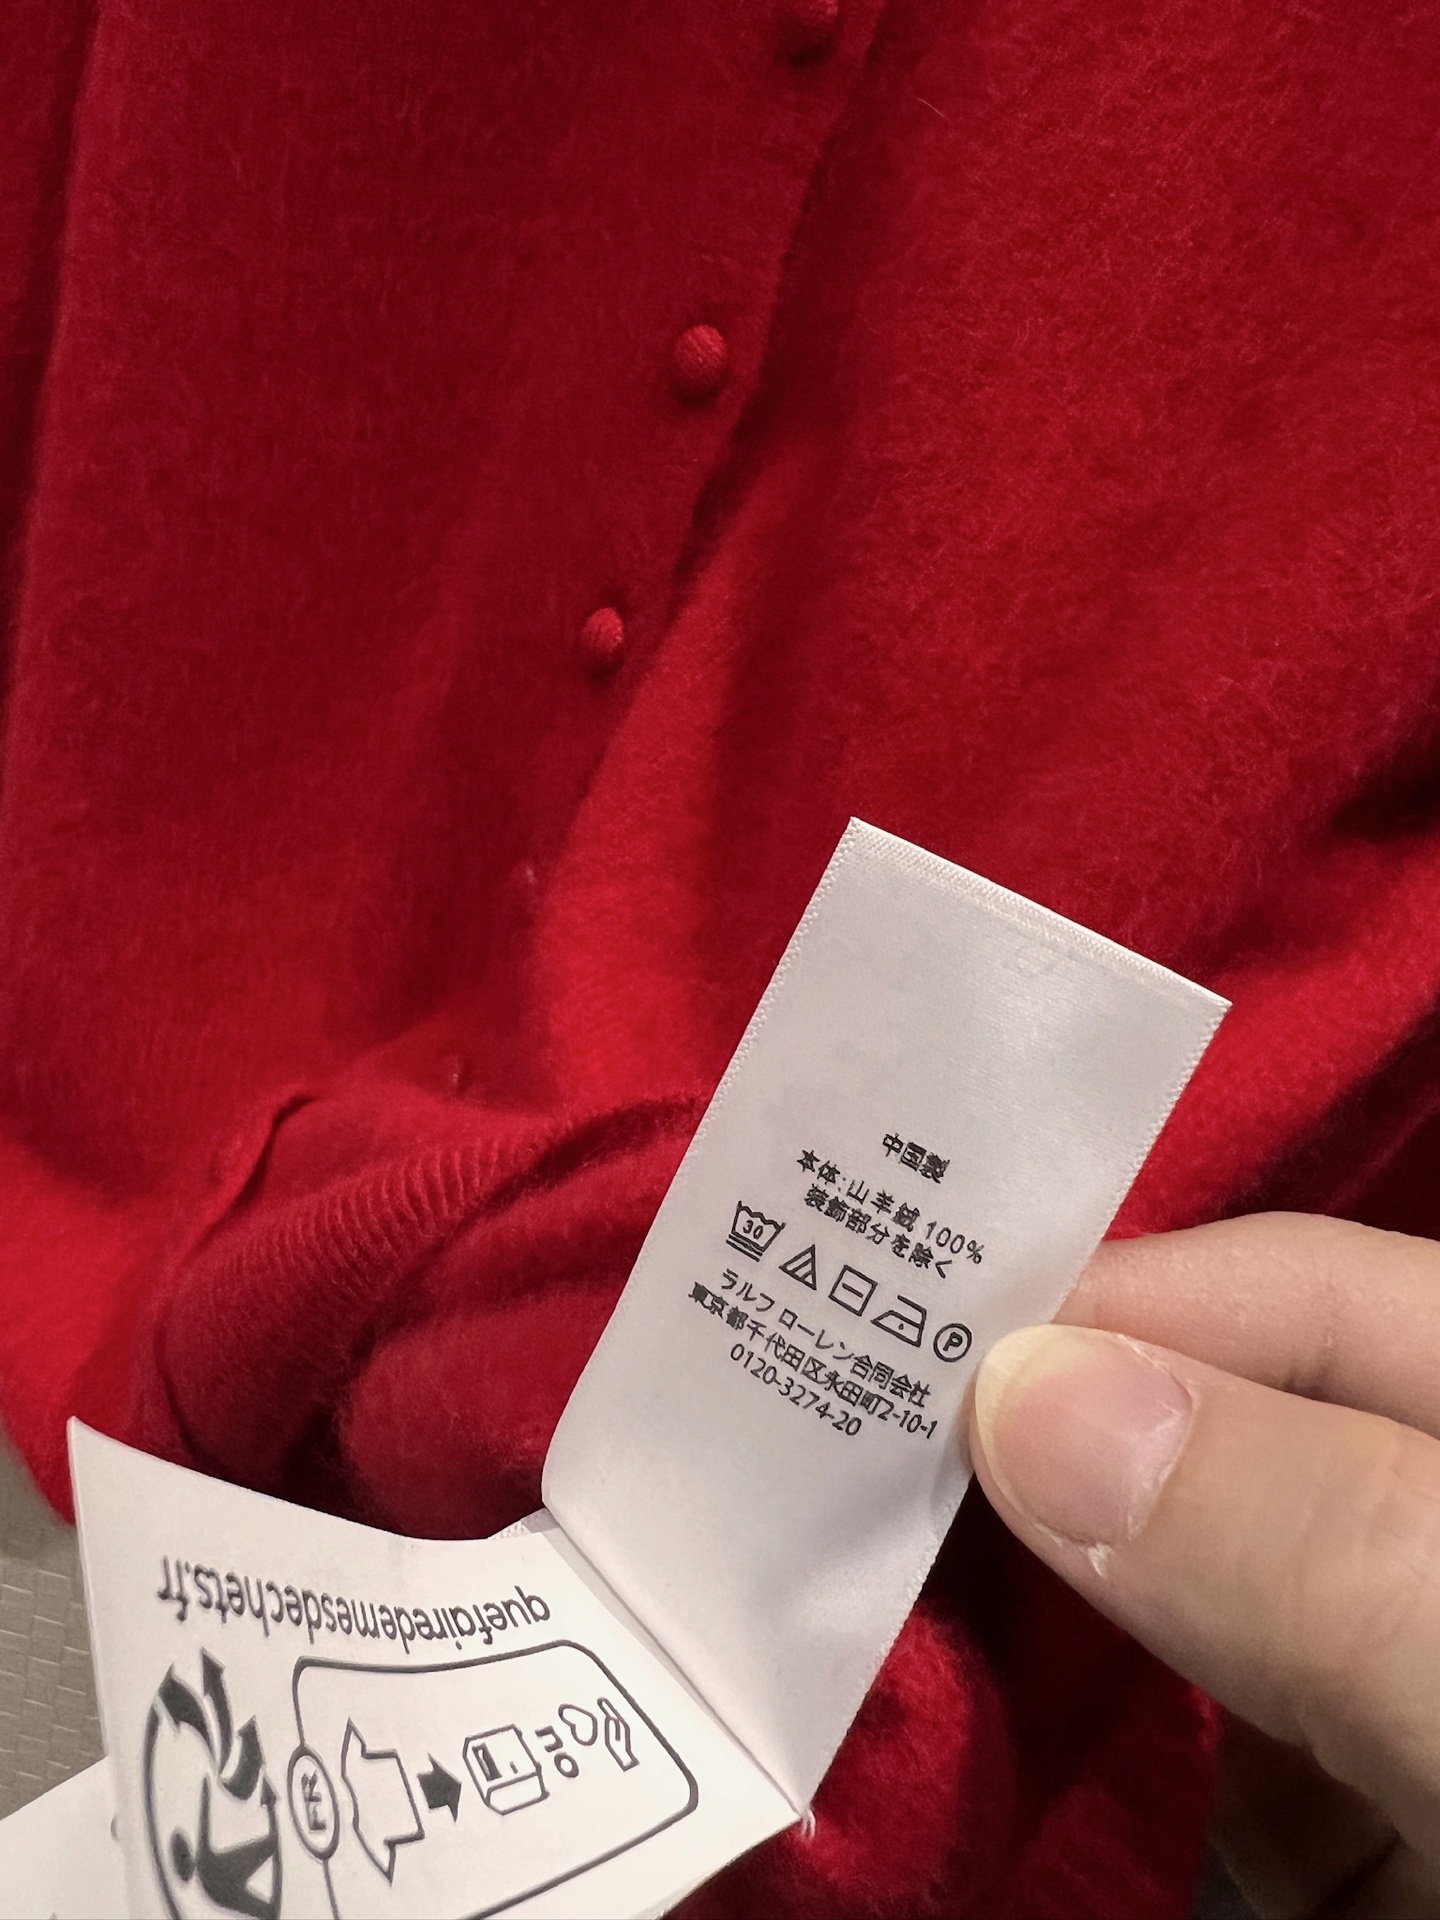 中国製
本体:山羊絨 100%
装飾部分を除く
30
P
ラルフ ローレン合同会社
東京都千代田区永田町2-10-1
0120-3274-20
quefairedemesdechets.fr
FR
ou